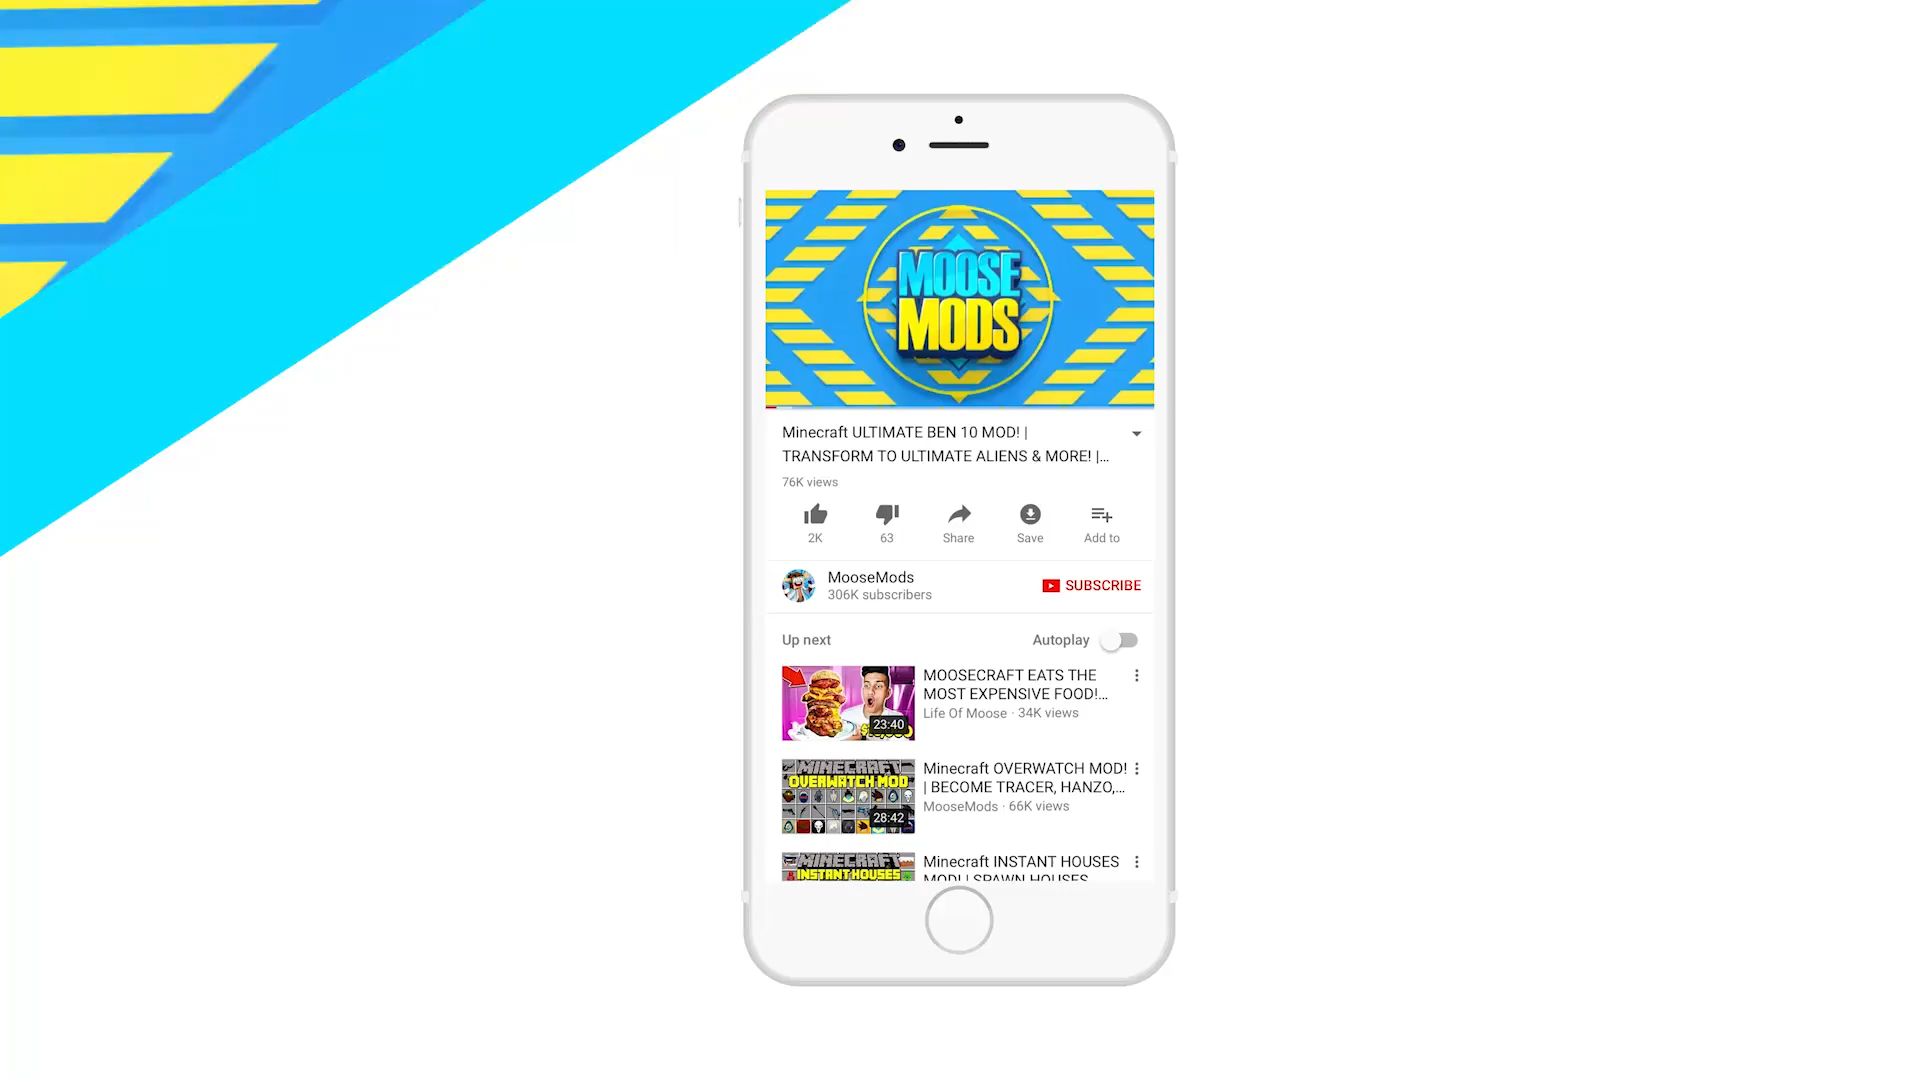 MOOSE
MODS
Minecraft ULTIMATE BEN 10 MOD! |
TRANSFORM TO ULTIMATE ALIENS & MORE! |...
76K views
2K
63
Share
Save
Add to
MooseMods
306K subscribers
SUBSCRIBE
Up next
Autoplay
23:40
MOOSECRAFT EATS THE
MOST EXPENSIVE FOOD!...
Life Of Moose · 34K views
MINECRAFT
OVERWATCH MOD
28:42
Minecraft OVERWATCH MOD!
| BECOME TRACER, HANZO,...
MooseMods · 66K views
MINECRAFT
INSTANT HOUSES
Minecraft INSTANT HOUSES
MOD! | SPAWN HOUSES